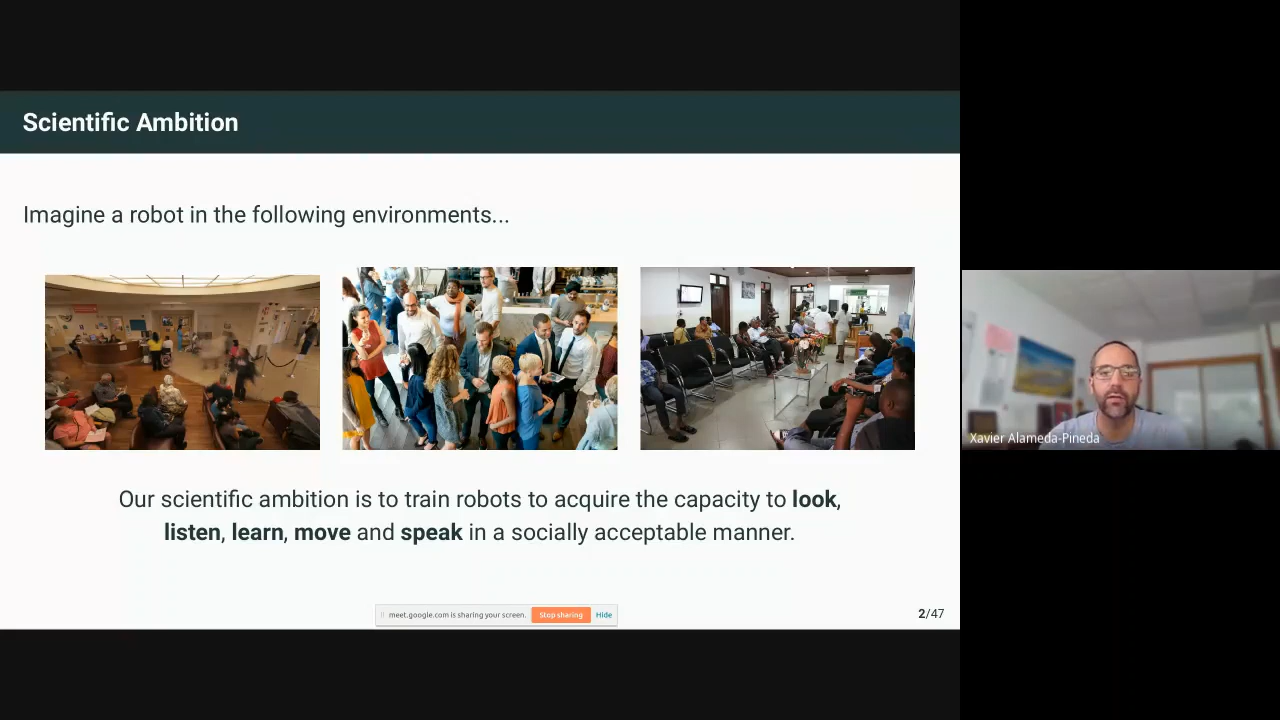 Scientific Ambition
Imagine a robot in the following environments...
Our scientific ambition is to train robots to acquire the capacity to look,
listen, learn, move and speak in a socially acceptable manner.
meet.google.com is sharing your screen. Stop sharing Hide
2/47
Xavier Alameda-Pineda